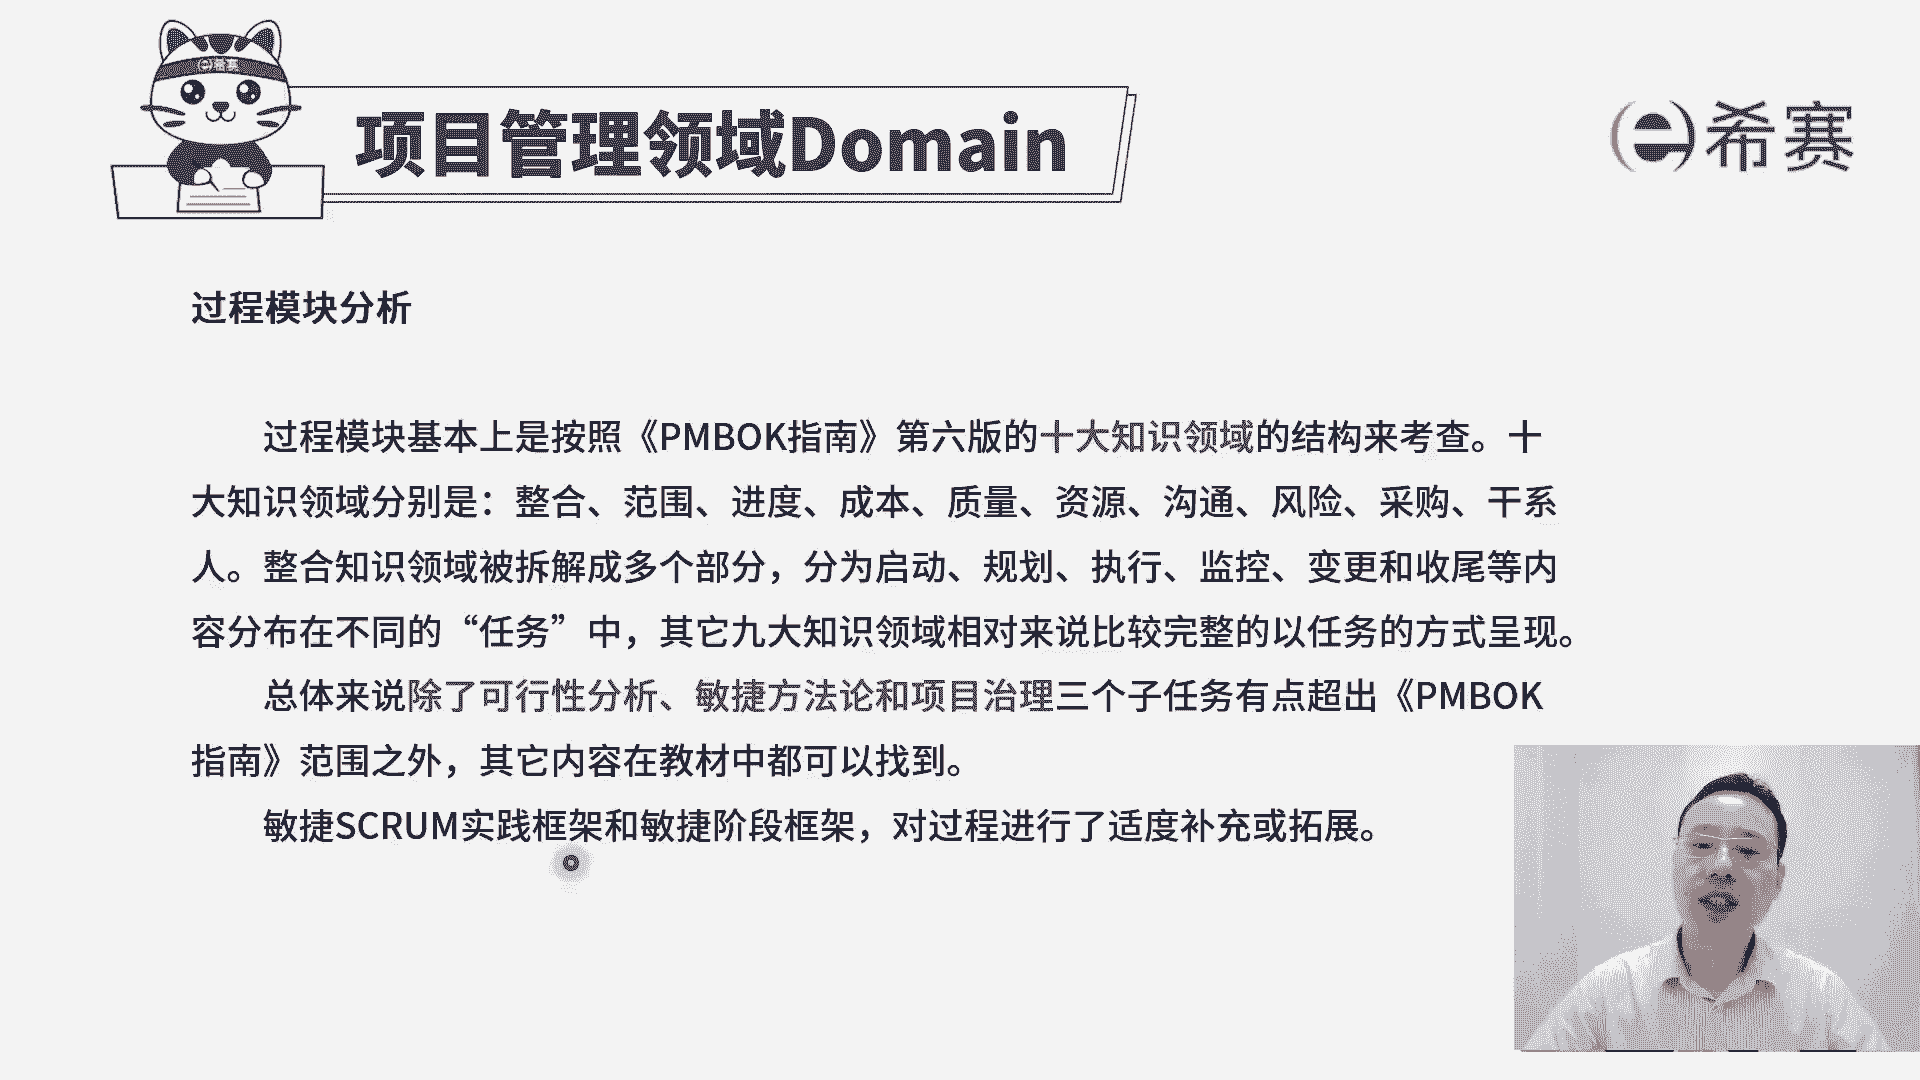 希赛
项目管理领域Domain
希赛
过程模块分析
过程模块基本上是按照《PMBOK指南》第六版的十大知识领域的结构来考查。十
大知识领域分别是：整合、范围、进度、成本、质量、资源、沟通、风险、采购、干系
人。整合知识领域被拆解成多个部分，分为启动、规划、执行、监控、变更和收尾等内
容分布在不同的“任务”中，其它九大知识领域相对来说比较完整的以任务的方式呈现。
总体来说除了可行性分析、敏捷方法论和项目治理三个子任务有点超出《PMBOK
指南》范围之外，其它内容在教材中都可以找到。
敏捷SCRUM实践框架和敏捷阶段框架，对过程进行了适度补充或拓展。